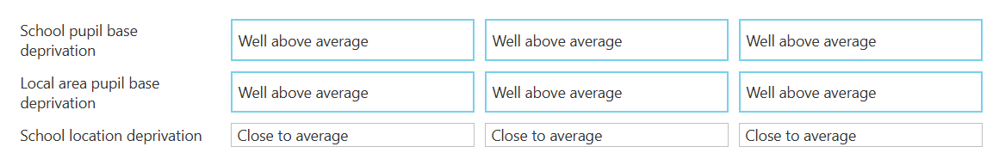 School pupil base
deprivation
Well above average
Well above average
Well above average
Local area pupil base
deprivation
Well above average
Well above average
Well above average
School location deprivation
Close to average
Close to average
Close to average